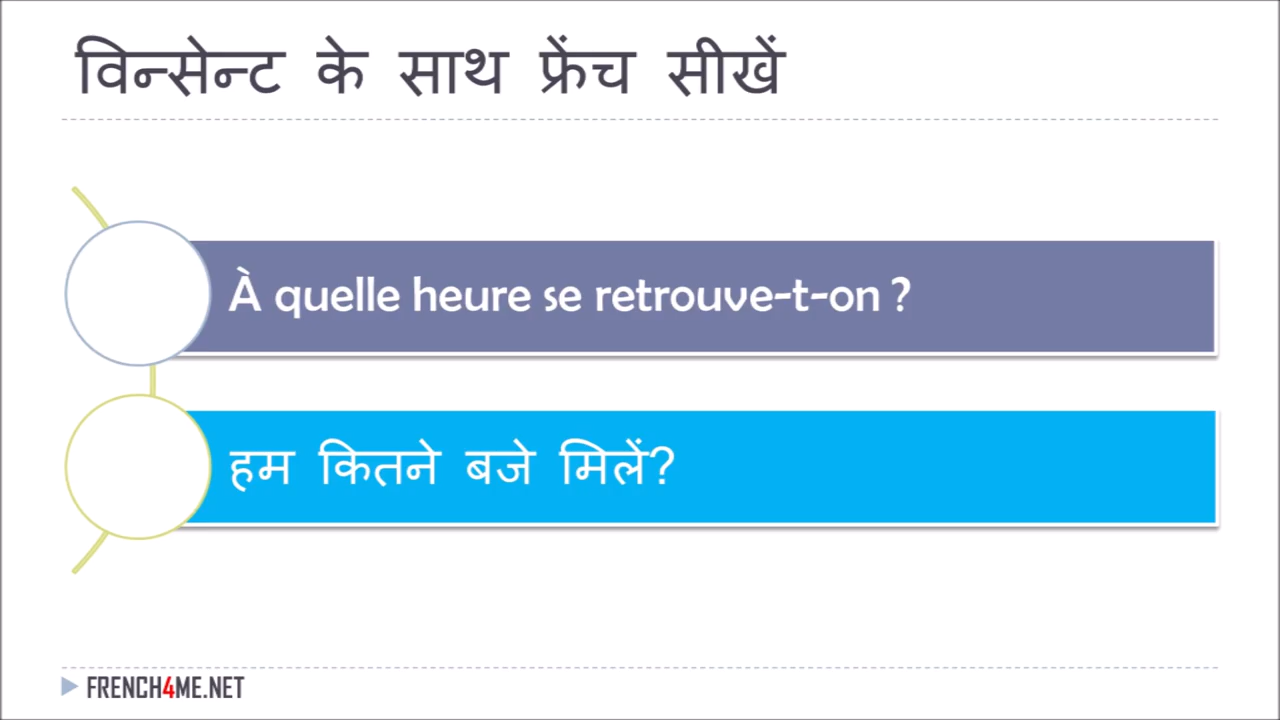 विन्सेन्ट के साथ फ्रेंच सीखें
À quelle heure se retrouve-t-on ?
हम कितने बजे मिलें?
FRENCH4ME.NET